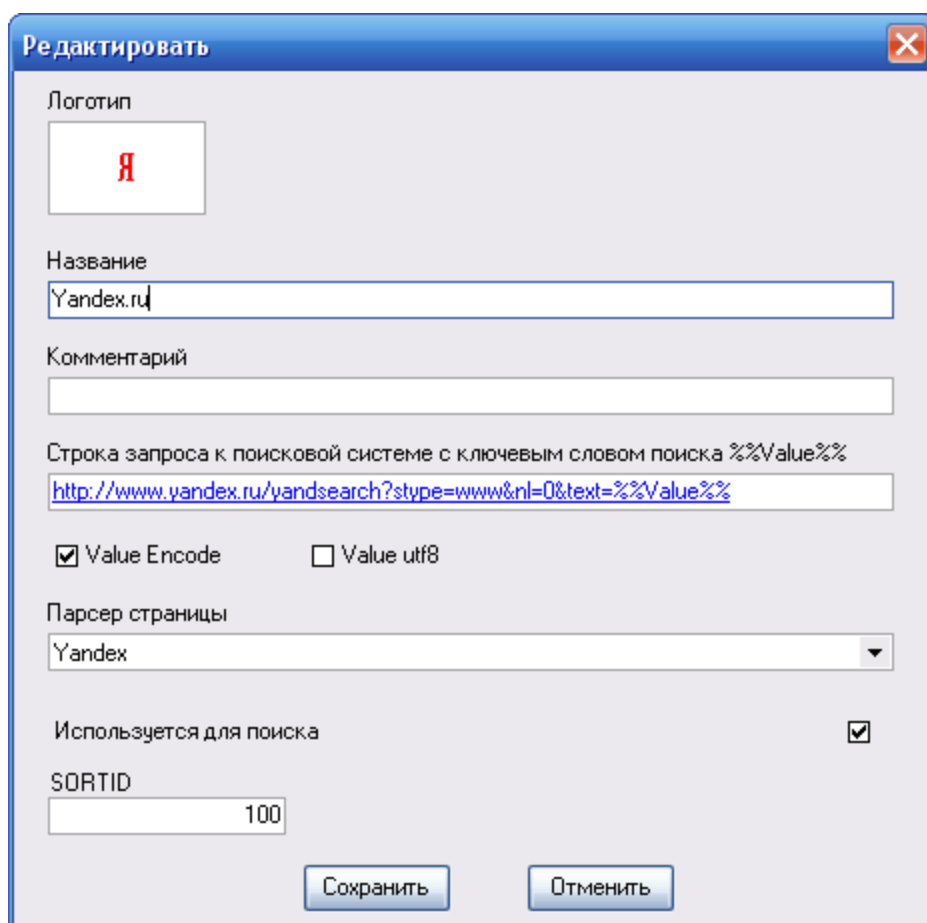 Редактировать
Логотип
Я
Название
Yandex.ru
Комментарий
Строка запроса к поисковой системе с ключевым словом поиска %%Value%%
http://www.yandex.ru/yandsearch?stype=www&nl=0&text=%%Value%%
Value Encode Value utf8
Парсер страницы
Yandex
Используется для поиска
SORTID
100
Сохранить Отменить